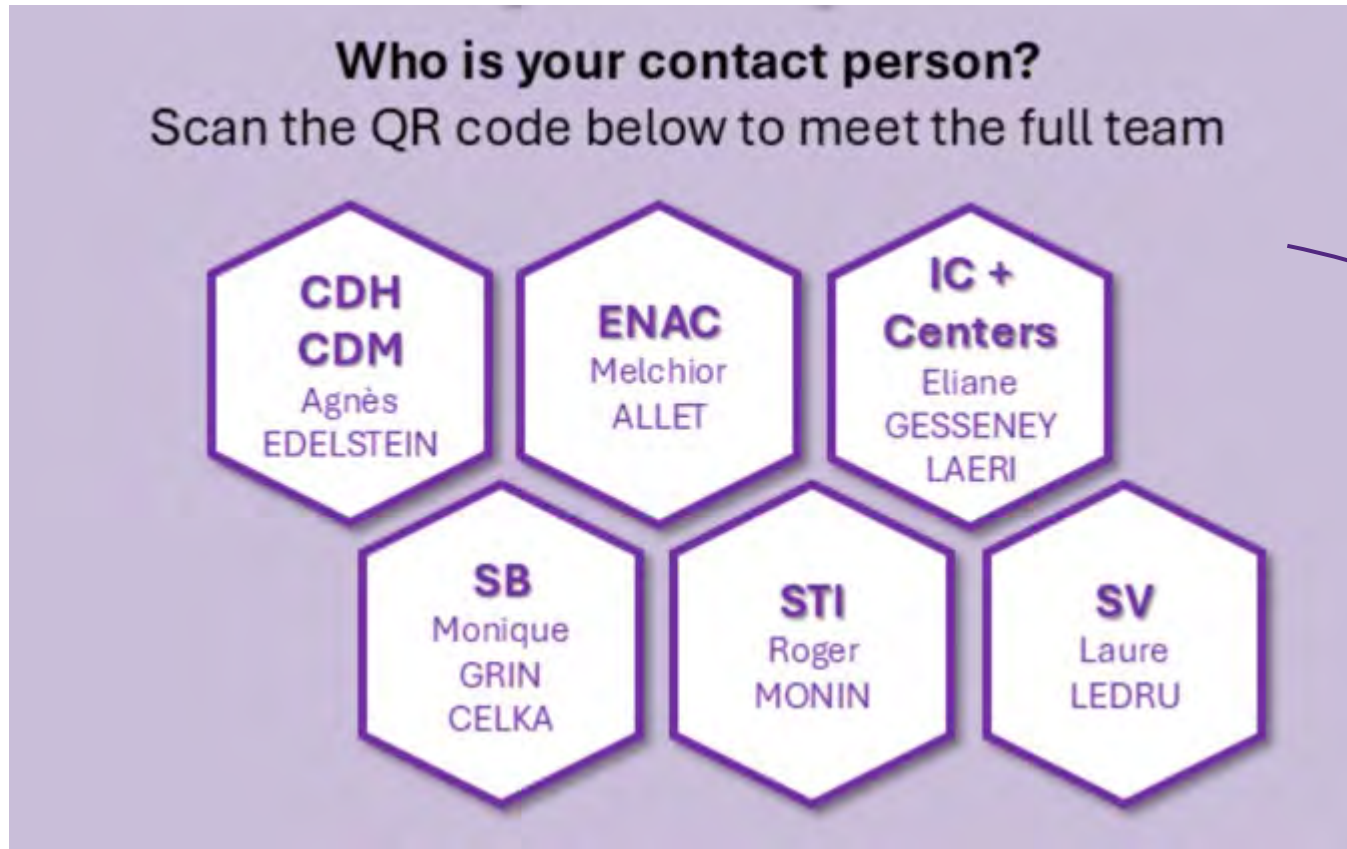 Who is your contact person?
Scan the QR code below to meet the full team
CDH
CDM
Agnès
EDELSTEIN
ENAC
Melchior
ALLET
IC +
Centers
Eliane
GESSENEY
LAERI
SB
Monique
GRIN
CELKA
STI
Roger
MONIN
SV
Laure
LEDRU